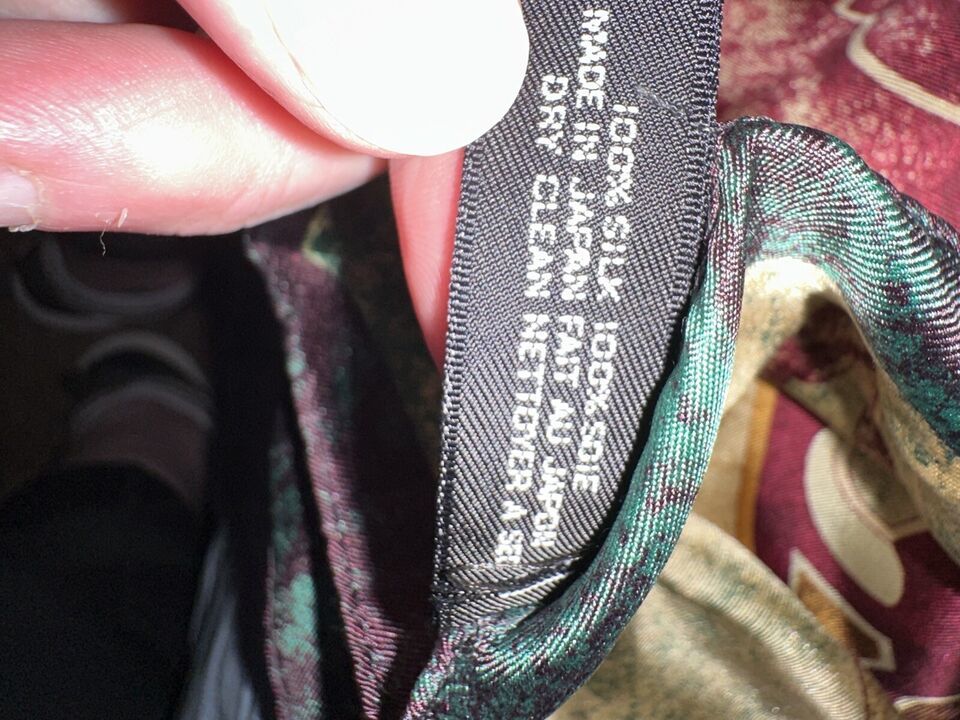 100% SILK 100% SOIE
MADE IN JAPAN FAIT AU JAPON
DRY CLEAN NETTOYER A SEC